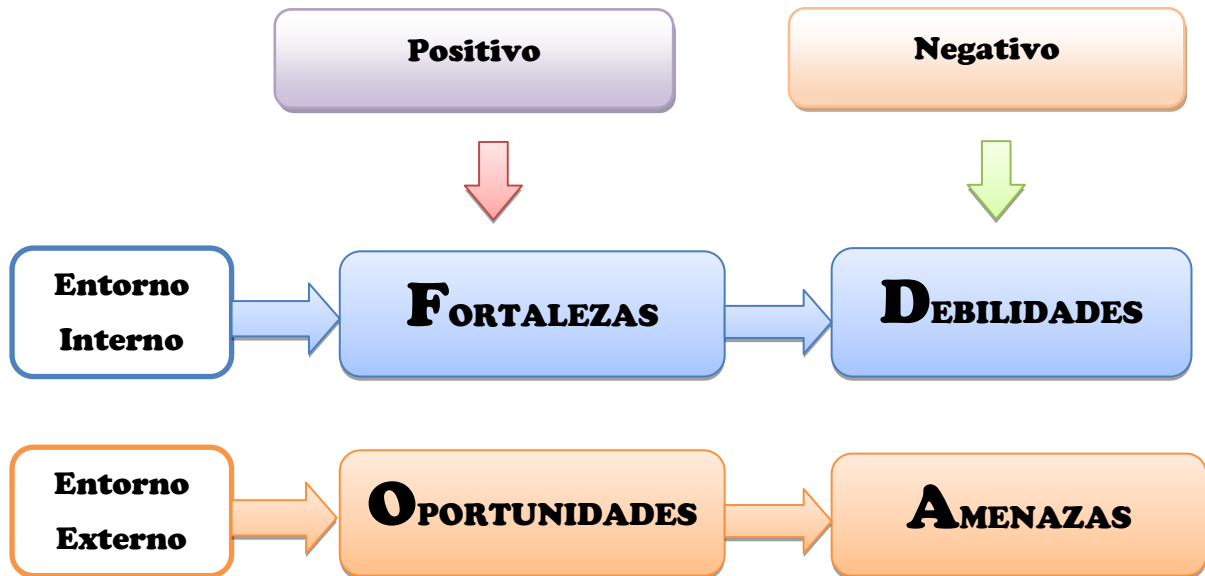 Positivo
Negativo
Entorno
Interno
FORTALEZAS
DEBILIDADES
Entorno
Externo
OPORTUNIDADES
AMENAZAS